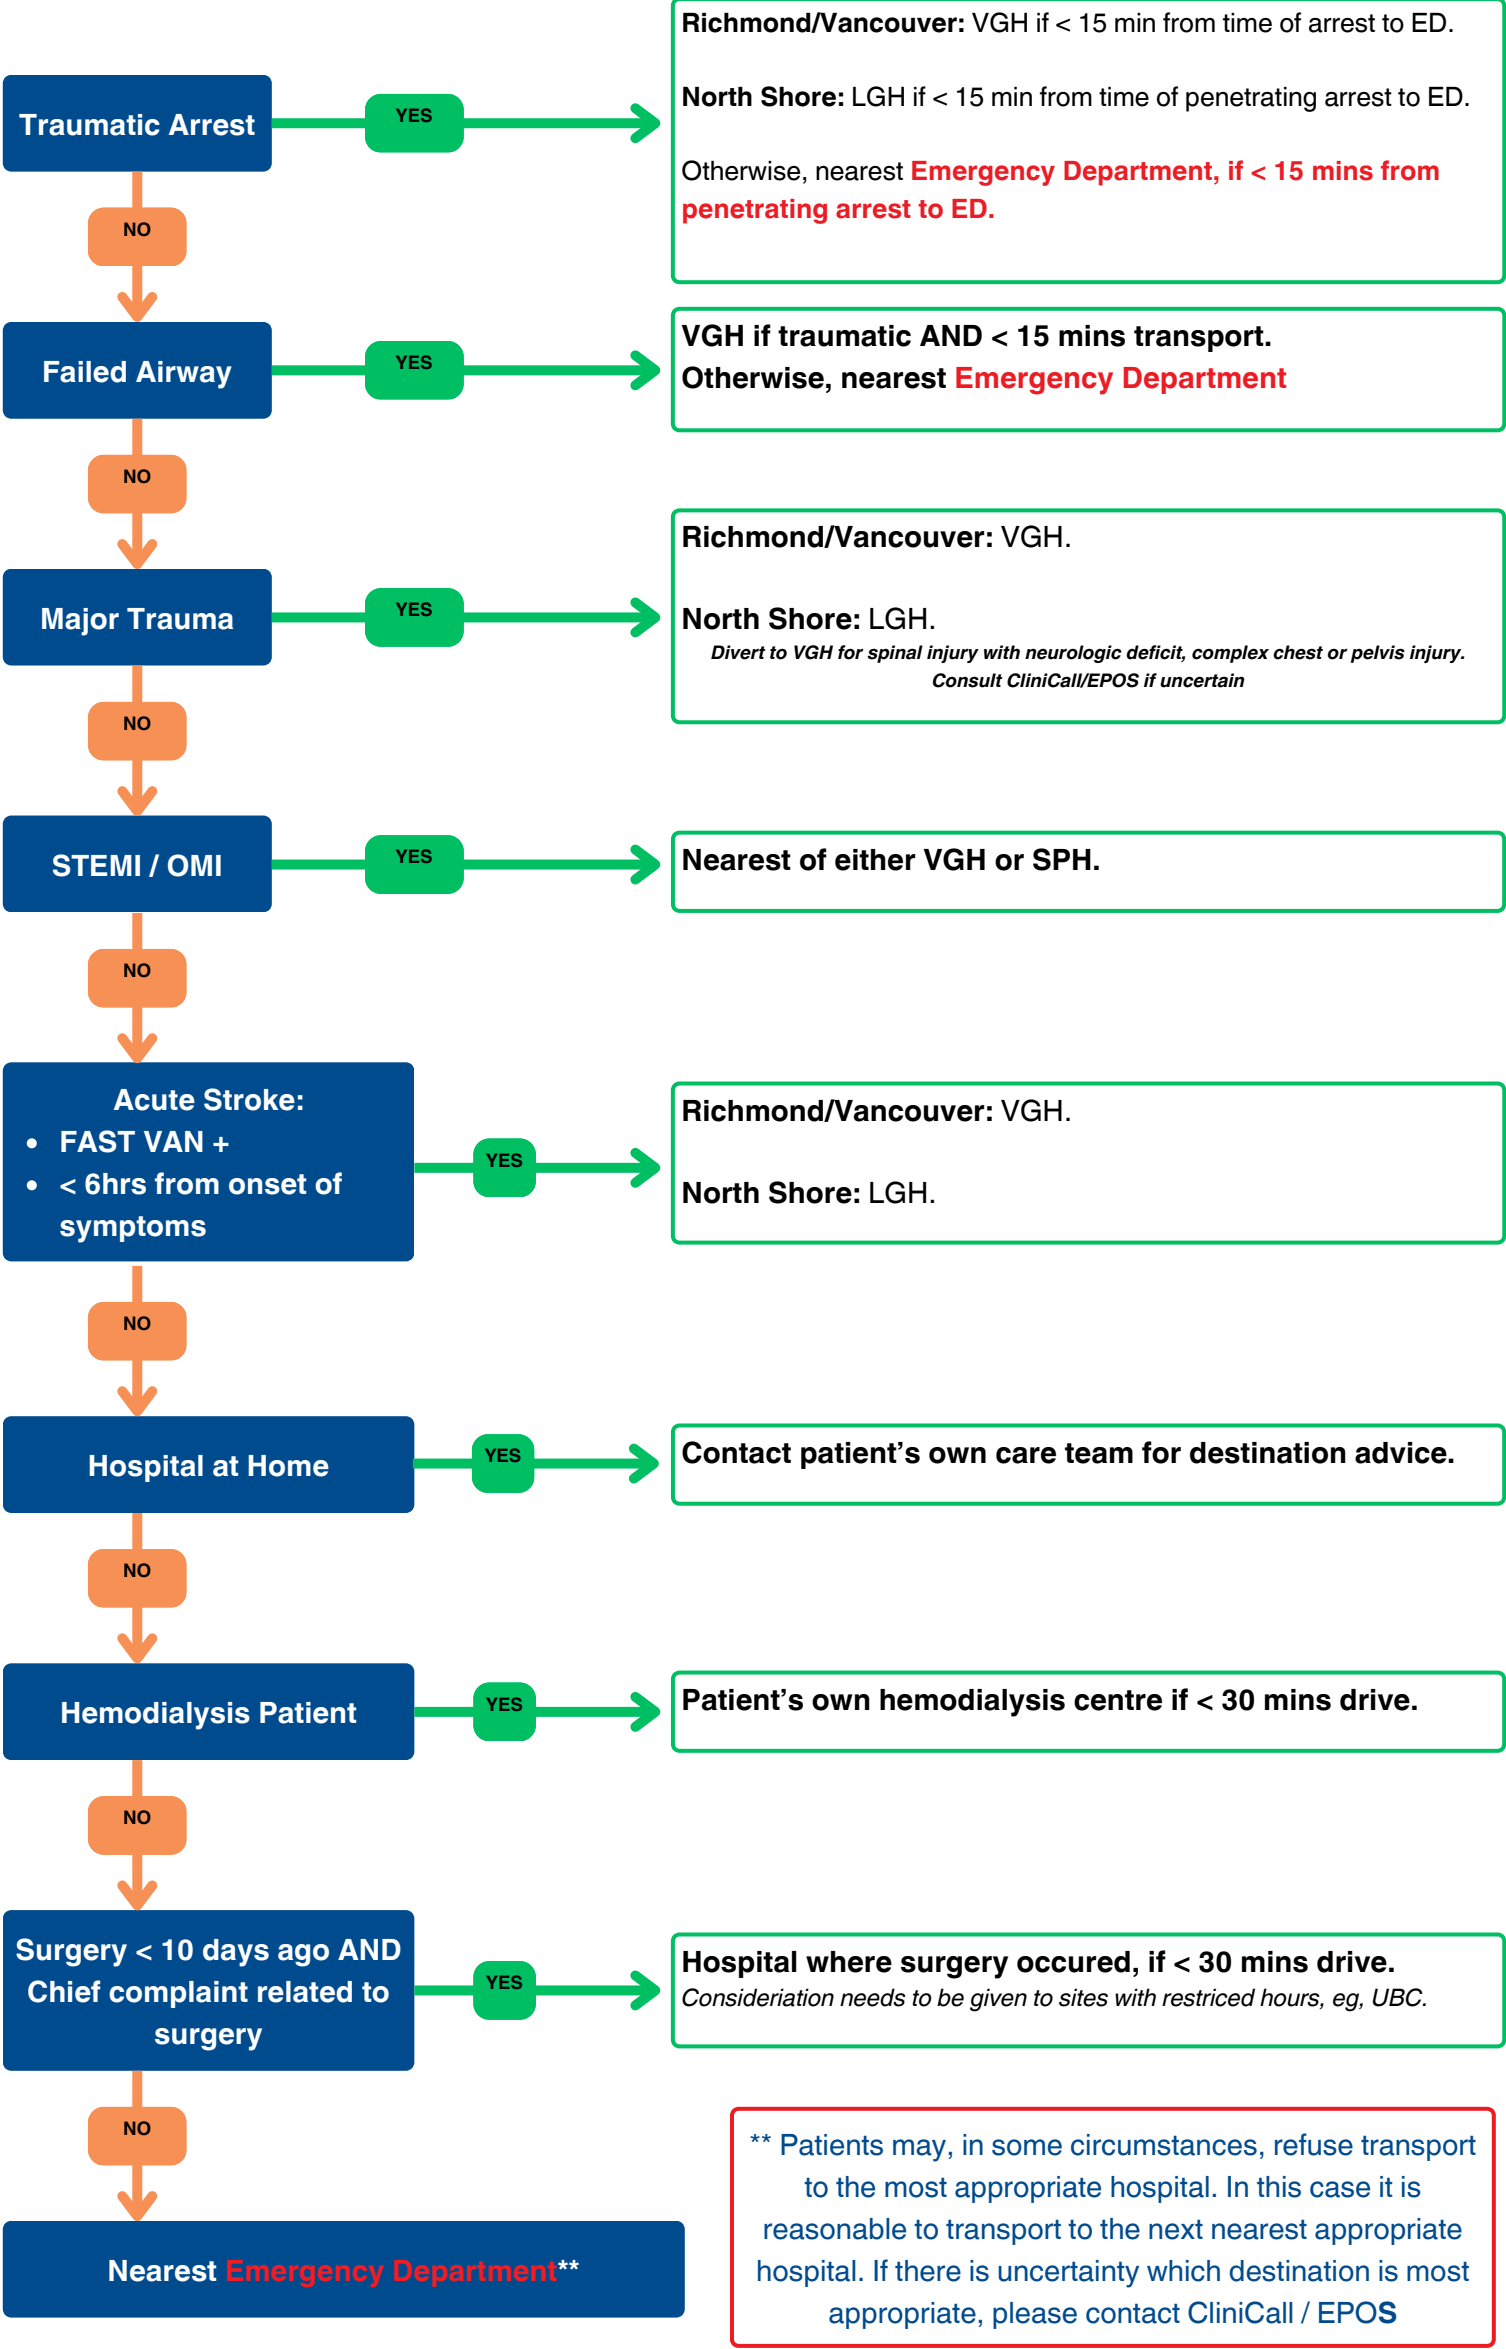 Richmond/Vancouver: VGH if < 15 min from time of arrest to ED.
North Shore: LGH if < 15 min from time of penetrating arrest to ED.
Otherwise, nearest Emergency Department, if < 15 mins from
penetrating arrest to ED.
Traumatic Arrest
YES
NO
Failed Airway
YES
VGH if traumatic AND < 15 mins transport.
Otherwise, nearest Emergency Department
NO
Major Trauma
YES
Richmond/Vancouver: VGH.
North Shore: LGH.
Divert to VGH for spinal injury with neurologic deficit, complex chest or pelvis injury.
Consult CliniCall/EPOS if uncertain
NO
STEMI / OMI
YES
Nearest of either VGH or SPH.
NO
Acute Stroke:
• FAST VAN +
• < 6hrs from onset of
symptoms
YES
Richmond/Vancouver: VGH.
North Shore: LGH.
NO
Hospital at Home
YES
Contact patient’s own care team for destination advice.
NO
Hemodialysis Patient
YES
Patient’s own hemodialysis centre if < 30 mins drive.
NO
Surgery < 10 days ago AND
Chief complaint related to
surgery
YES
Hospital where surgery occured, if < 30 mins drive.
Consideriation needs to be given to sites with restriced hours, eg, UBC.
NO
Nearest Emergency Department**
** Patients may, in some circumstances, refuse transport
to the most appropriate hospital. In this case it is
reasonable to transport to the next nearest appropriate
hospital. If there is uncertainty which destination is most
appropriate, please contact CliniCall / EPOS